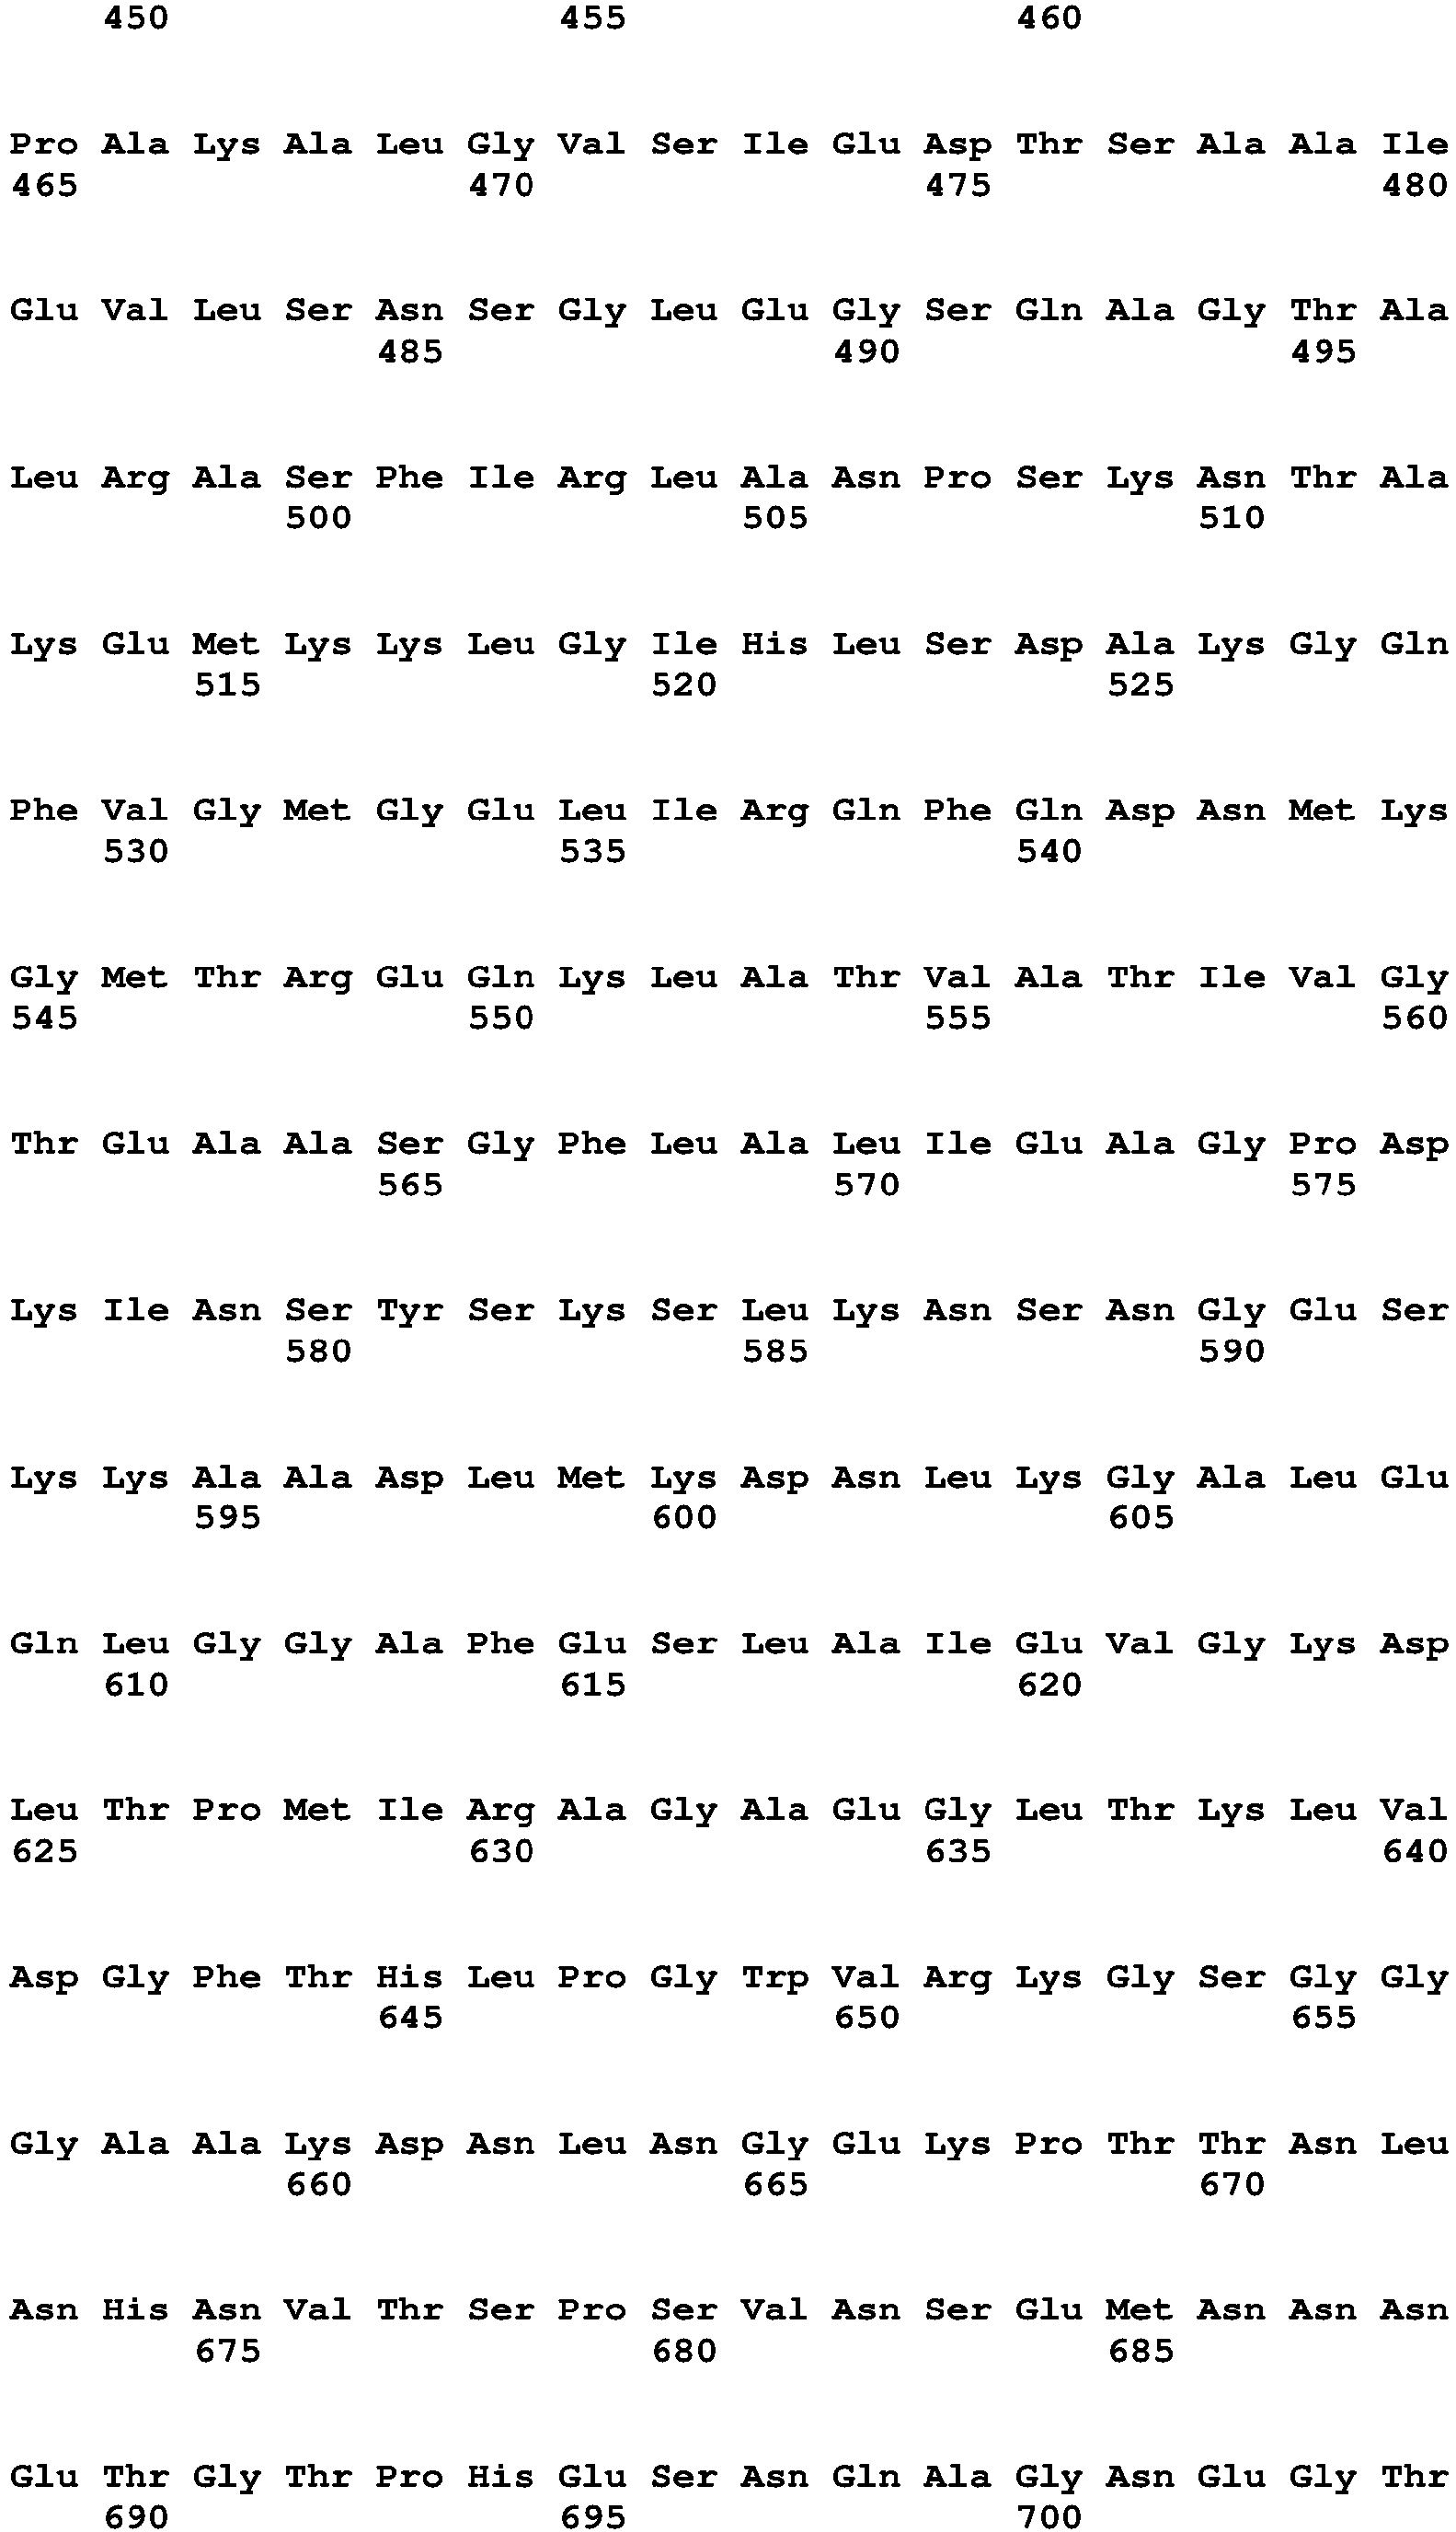 450 455 460
Pro Ala Lys Ala Leu Gly Val Ser Ile Glu Asp Thr Ser Ala Ala Ile
465 470 475 480
Glu Val Leu Ser Asn Ser Gly Leu Glu Gly Ser Gln Ala Gly Thr Ala
485 490 495
Leu Arg Ala Ser Phe Ile Arg Leu Ala Asn Pro Ser Lys Asn Thr Ala
500 505 510
Lys Glu Met Lys Lys Leu Gly Ile His Leu Ser Asp Ala Lys Gly Gln
515 520 525
Phe Val Gly Met Gly Glu Leu Ile Arg Gln Phe Gln Asp Asn Met Lys
530 535 540
Gly Met Thr Arg Glu Gln Lys Leu Ala Thr Val Ala Thr Ile Val Gly
545 550 555 560
Thr Glu Ala Ala Ser Gly Phe Leu Ala Leu Ile Glu Ala Gly Pro Asp
565 570 575
Lys Ile Asn Ser Tyr Ser Lys Ser Leu Lys Asn Ser Asn Gly Glu Ser
580 585 590
Lys Lys Ala Ala Asp Leu Met Lys Asp Asn Leu Lys Gly Ala Leu Glu
595 600 605
Gln Leu Gly Gly Ala Phe Glu Ser Leu Ala Ile Glu Val Gly Lys Asp
610 615 620
Leu Thr Pro Met Ile Arg Ala Gly Ala Glu Gly Leu Thr Lys Leu Val
625 630 635 640
Asp Gly Phe Thr His Leu Pro Gly Trp Val Arg Lys Gly Ser Gly Gly
645 650 655
Gly Ala Ala Lys Asp Asn Leu Asn Gly Glu Lys Pro Thr Thr Asn Leu
660 665 670
Asn His Asn Val Thr Ser Pro Ser Val Asn Ser Glu Met Asn Asn Asn
675 680 685
Glu Thr Gly Thr Pro His Glu Ser Asn Gln Ala Gly Asn Glu Gly Thr
690 695 700